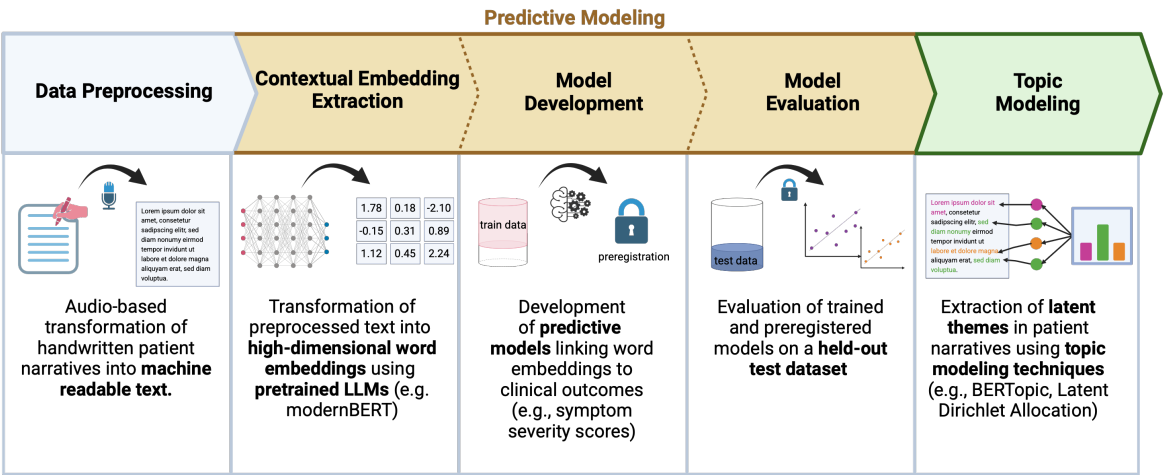 Predictive Modeling
Data Preprocessing
Contextual Embedding
Extraction
Model
Development
Model
Evaluation
Topic
Modeling
Lorem ipsum dolor sit
amet, consetetur
sadipscing elitr, sed
diam nonumy eirmod
tempor invidunt ut
labore et dolore magna
aliquyam erat, sed diam
voluptua.
1.78 0.18 -2.10
-0.15 0.31 0.89
1.12 0.45 2.24
train data
preregistration
test data
Lorem ipsum dolor sit
amet, consetetur
sadipscing elitr, sed
diam nonumy eirmod
tempor invidunt ut
labore et dolore magna
aliquyam erat, sed diam
voluptua.
Audio-based
transformation of
handwritten patient
narratives into machine
readable text.
Transformation of
preprocessed text into
high-dimensional word
embeddings using
pretrained LLMs (e.g.
modernBERT)
Development
of predictive
models linking word
embeddings to
clinical outcomes
(e.g., symptom
severity scores)
Evaluation of trained
and preregistered
models on a held-out
test dataset
Extraction of latent
themes in patient
narratives using topic
modeling techniques
(e.g., BERTopic, Latent
Dirichlet Allocation)